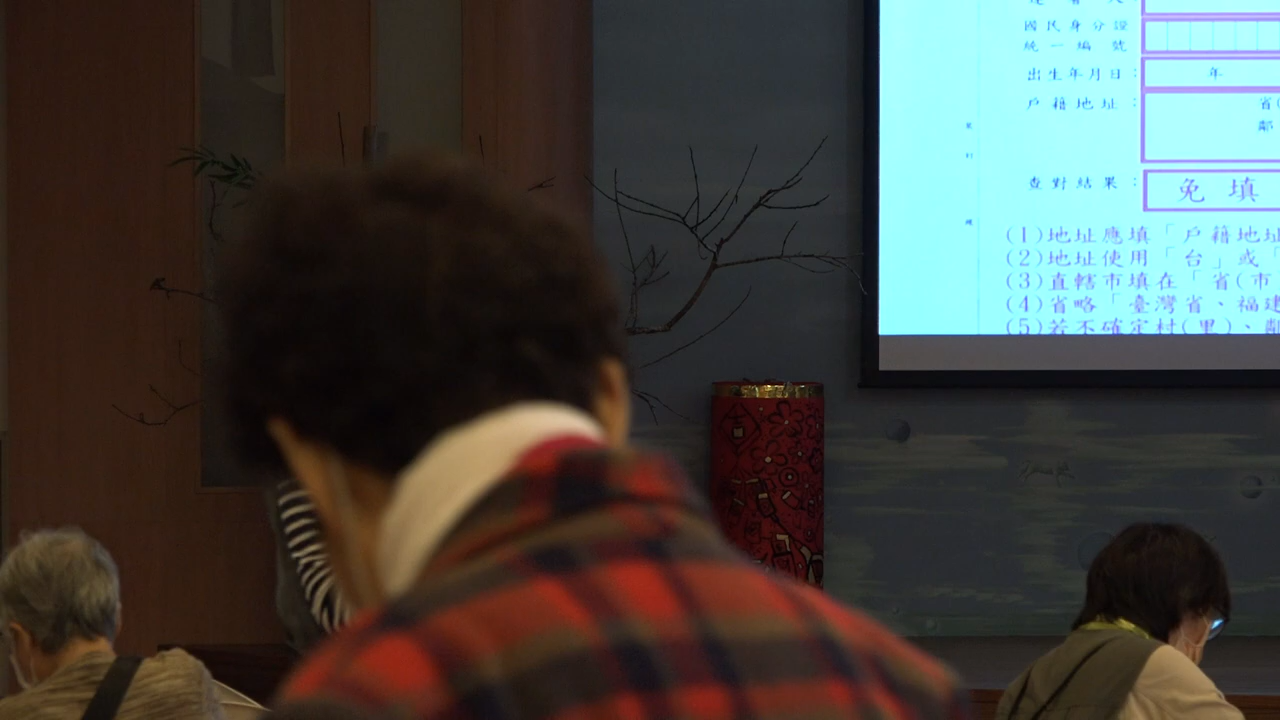 國民身分證
統一編號
出生年月日： 年
戶籍地址： 省(
鄰
查對結果： 免填
(1)地址應填「戶籍地址
(2)地址使用「台」或「
(3)直轄市填在「省(市
(4)省略「臺灣省、福建
(5)若不確定村(里)、鄰